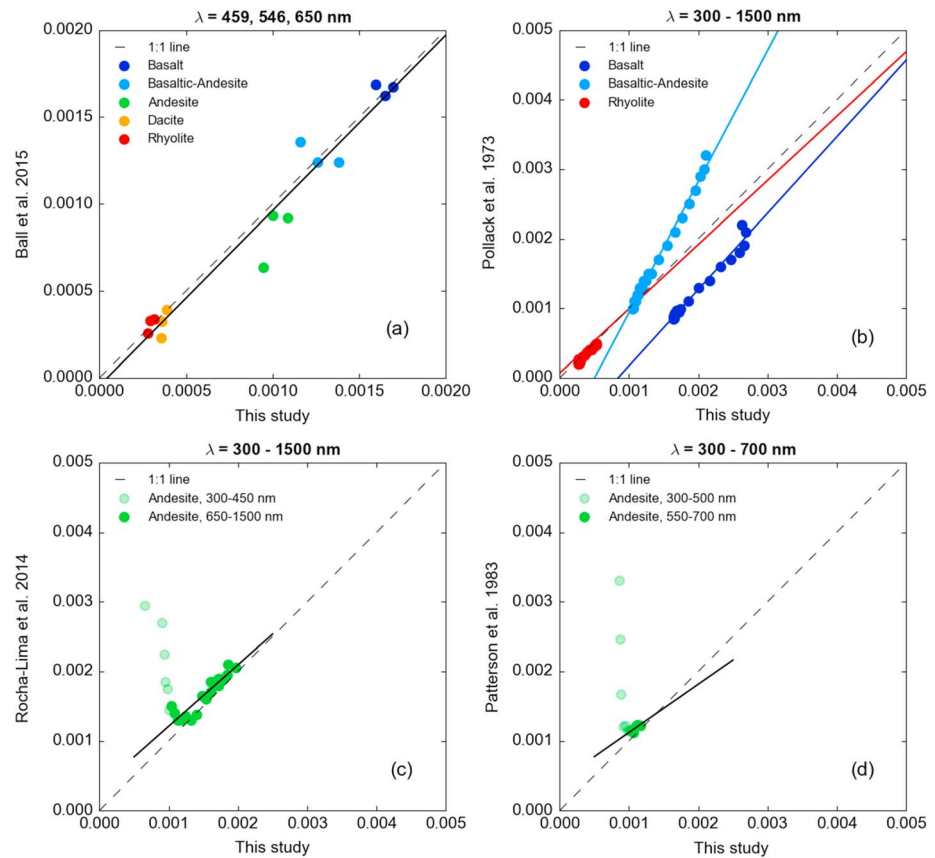 λ = 459, 546, 650 nm
0.0020
0.0015
0.0010
0.0005
0.0000
Ball et al. 2015
1:1 line
Basalt
Basaltic-Andesite
Andesite
Dacite
Rhyolite
(a)
0.0000 0.0005 0.0010 0.0015 0.0020
This study
λ = 300 - 1500 nm
0.005
0.004
0.003
0.002
0.001
0.000
Pollack et al. 1973
1:1 line
Basalt
Basaltic-Andesite
Rhyolite
(b)
0.000 0.001 0.002 0.003 0.004 0.005
This study
λ = 300 - 1500 nm
0.005
0.004
0.003
0.002
0.001
0.000
Rocha-Lima et al. 2014
1:1 line
Andesite, 300-450 nm
Andesite, 650-1500 nm
(c)
0.000 0.001 0.002 0.003 0.004 0.005
This study
λ = 300 - 700 nm
0.005
0.004
0.003
0.002
0.001
0.000
Patterson et al. 1983
1:1 line
Andesite, 300-500 nm
Andesite, 550-700 nm
(d)
0.000 0.001 0.002 0.003 0.004 0.005
This study